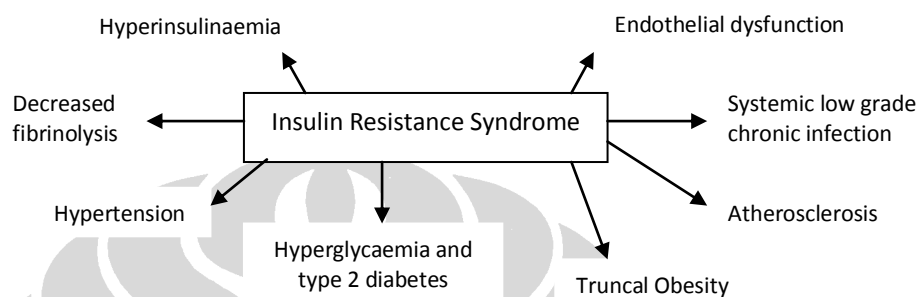 Hyperinsulinaemia
Endothelial dysfunction
Decreased
fibrinolysis
Insulin Resistance Syndrome
Systemic low grade
chronic infection
Hypertension
Atherosclerosis
Hyperglycaemia and
type 2 diabetes
Truncal Obesity